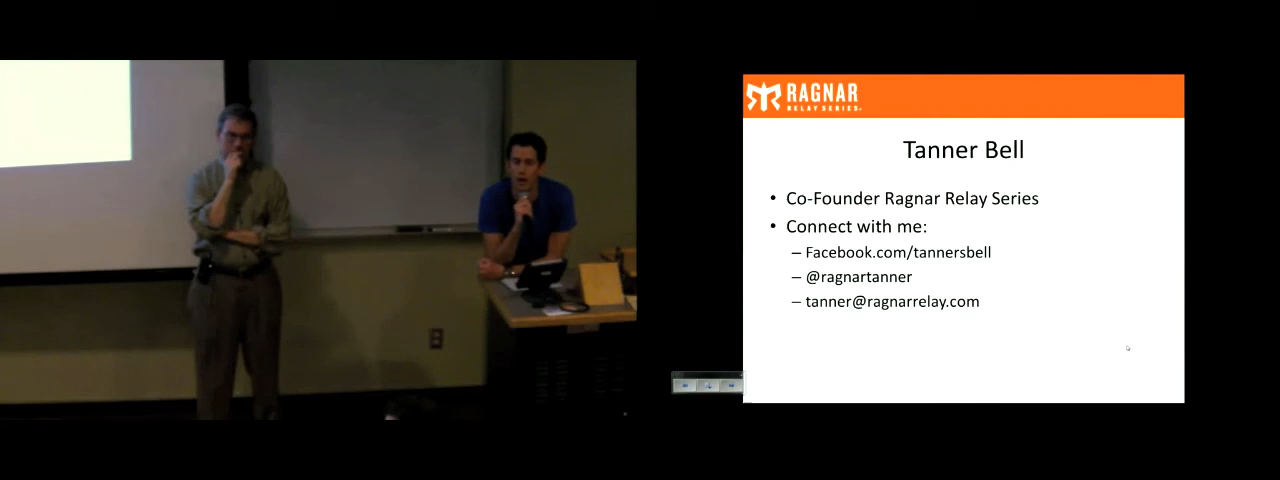 RAGNAR
RELAY SERIES
Tanner Bell
• Co-Founder Ragnar Relay Series
• Connect with me:
– Facebook.com/tannersbell
– @ragnartanner
– tanner@ragnarrelay.com